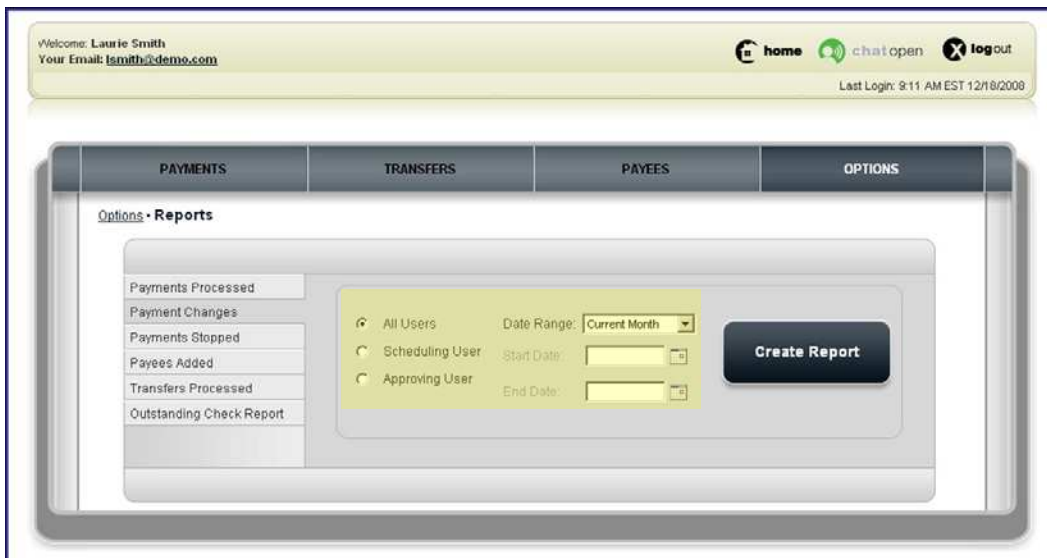 Welcome: Laurie Smith
Your Email: lsmith@demo.com
home chat open logout
Last Login: 9:11 AM EST 12/18/2008
PAYMENTS TRANSFERS PAYEES OPTIONS
Options • Reports
Payments Processed
Payment Changes
Payments Stopped
Payees Added
Transfers Processed
Outstanding Check Report
All Users
Scheduling User
Approving User
Date Range: Current Month
Start Date:
End Date:
Create Report